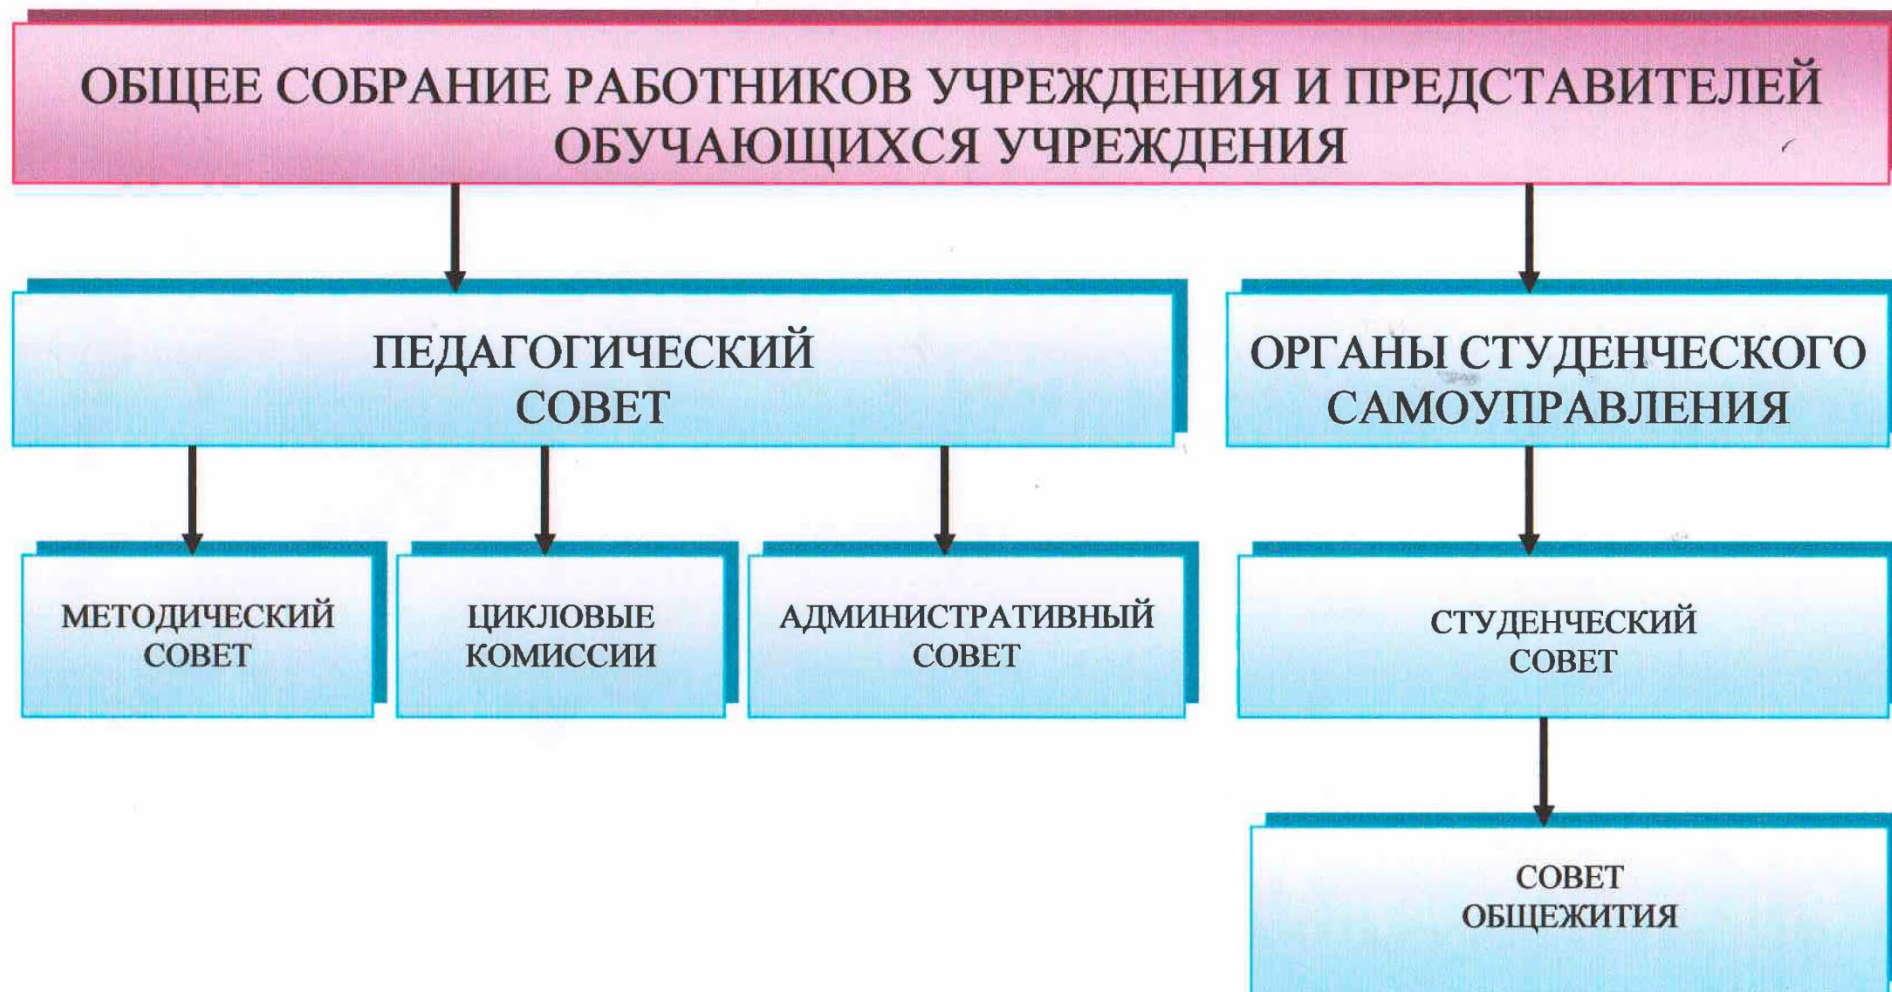 ОБЩЕЕ СОБРАНИЕ РАБОТНИКОВ УЧРЕЖДЕНИЯ И ПРЕДСТАВИТЕЛЕЙ
ОБУЧАЮЩИХСЯ УЧРЕЖДЕНИЯ
ПЕДАГОГИЧЕСКИЙ
СОВЕТ
ОРГАНЫ СТУДЕНЧЕСКОГО
САМОУПРАВЛЕНИЯ
МЕТОДИЧЕСКИЙ
СОВЕТ
ЦИКЛОВЫЕ
КОМИССИИ
АДМИНИСТРАТИВНЫЙ
СОВЕТ
СТУДЕНЧЕСКИЙ
СОВЕТ
СОВЕТ
ОБЩЕЖИТИЯ